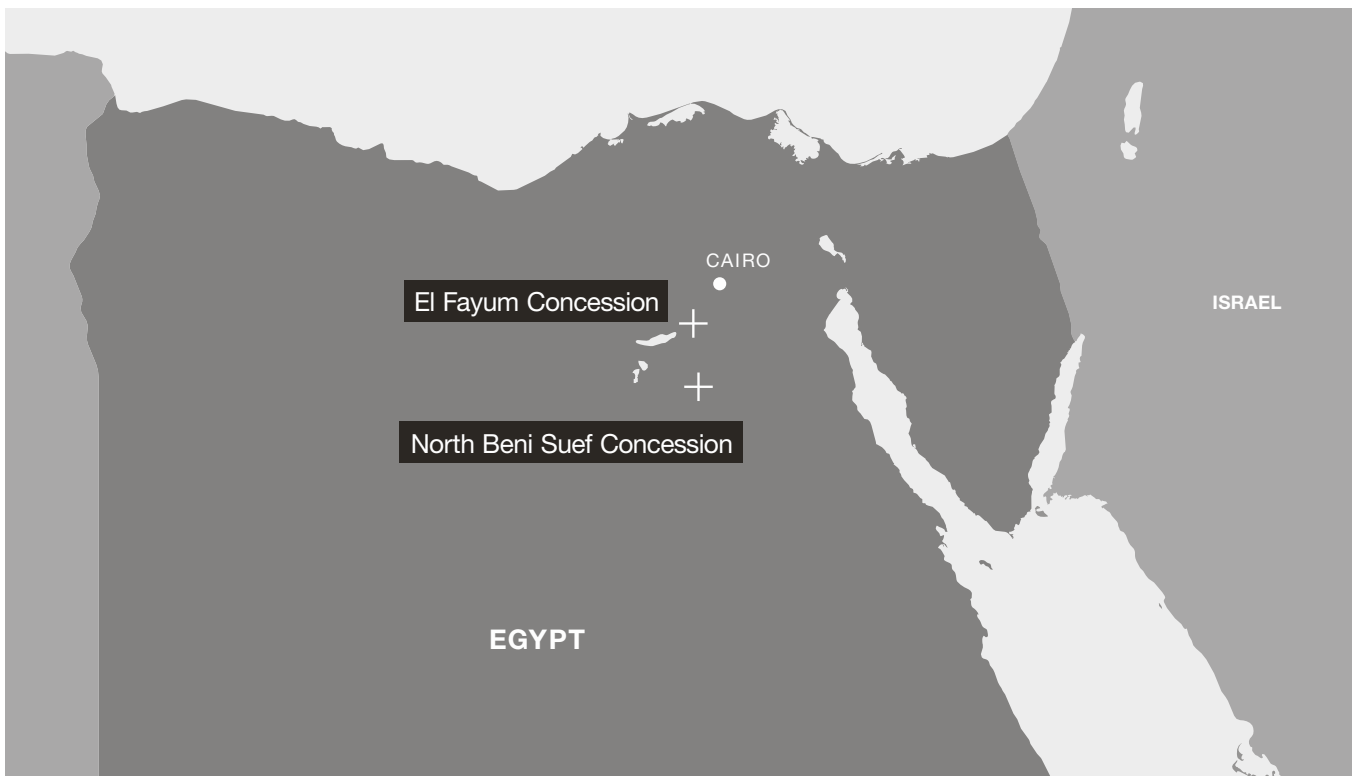 CAIRO
El Fayum Concession
ISRAEL
North Beni Suef Concession
EGYPT